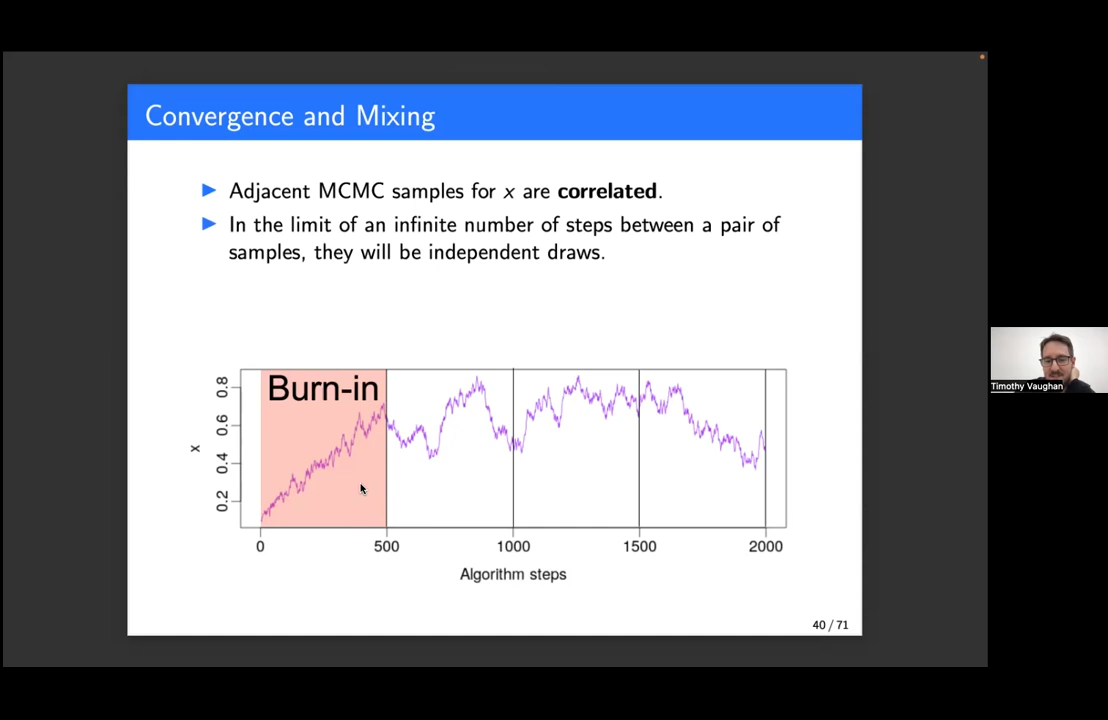 Convergence and Mixing
▶ Adjacent MCMC samples for x are correlated.
▶ In the limit of an infinite number of steps between a pair of
samples, they will be independent draws.
Burn-in
0.8
0.6
0.4
0.2
x
0 500 1000 1500 2000
Algorithm steps
40 / 71
Timothy Vaughan